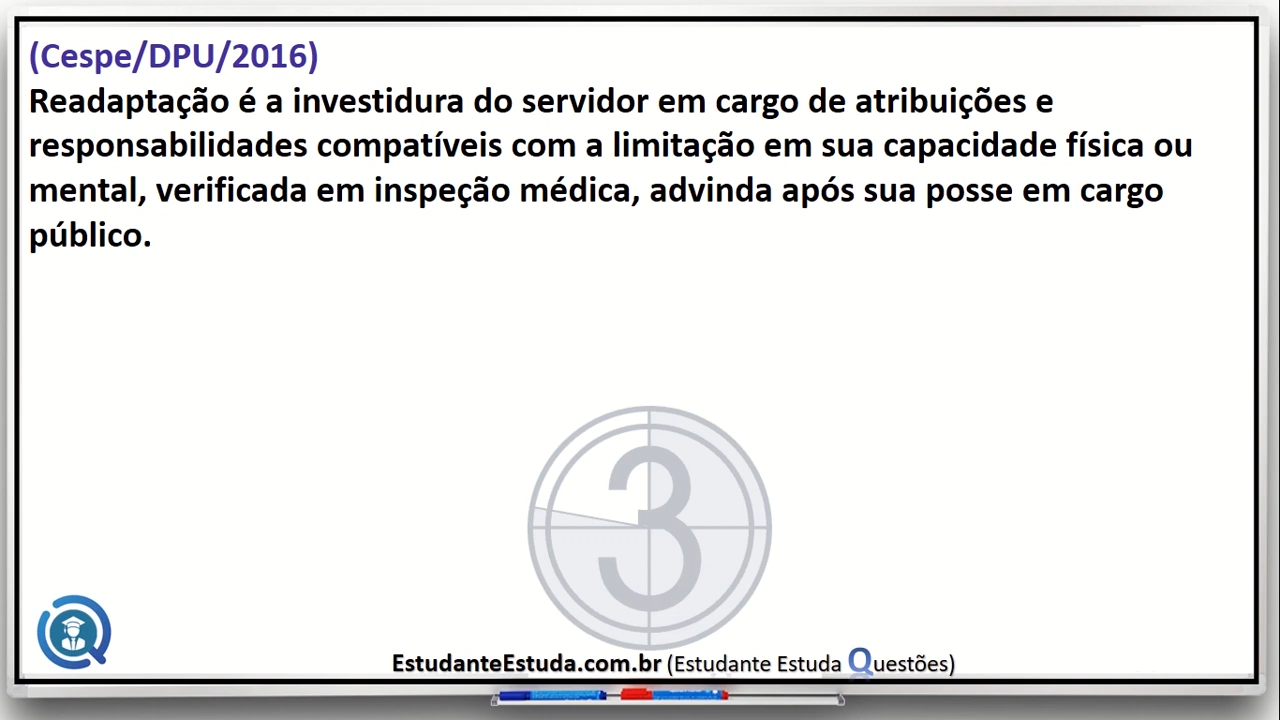 (Cespe/DPU/2016)
Readaptação é a investidura do servidor em cargo de atribuições e
responsabilidades compatíveis com a limitação em sua capacidade física ou
mental, verificada em inspeção médica, advinda após sua posse em cargo
público.
3
EstudanteEstuda.com.br (Estudante Estuda Questões)